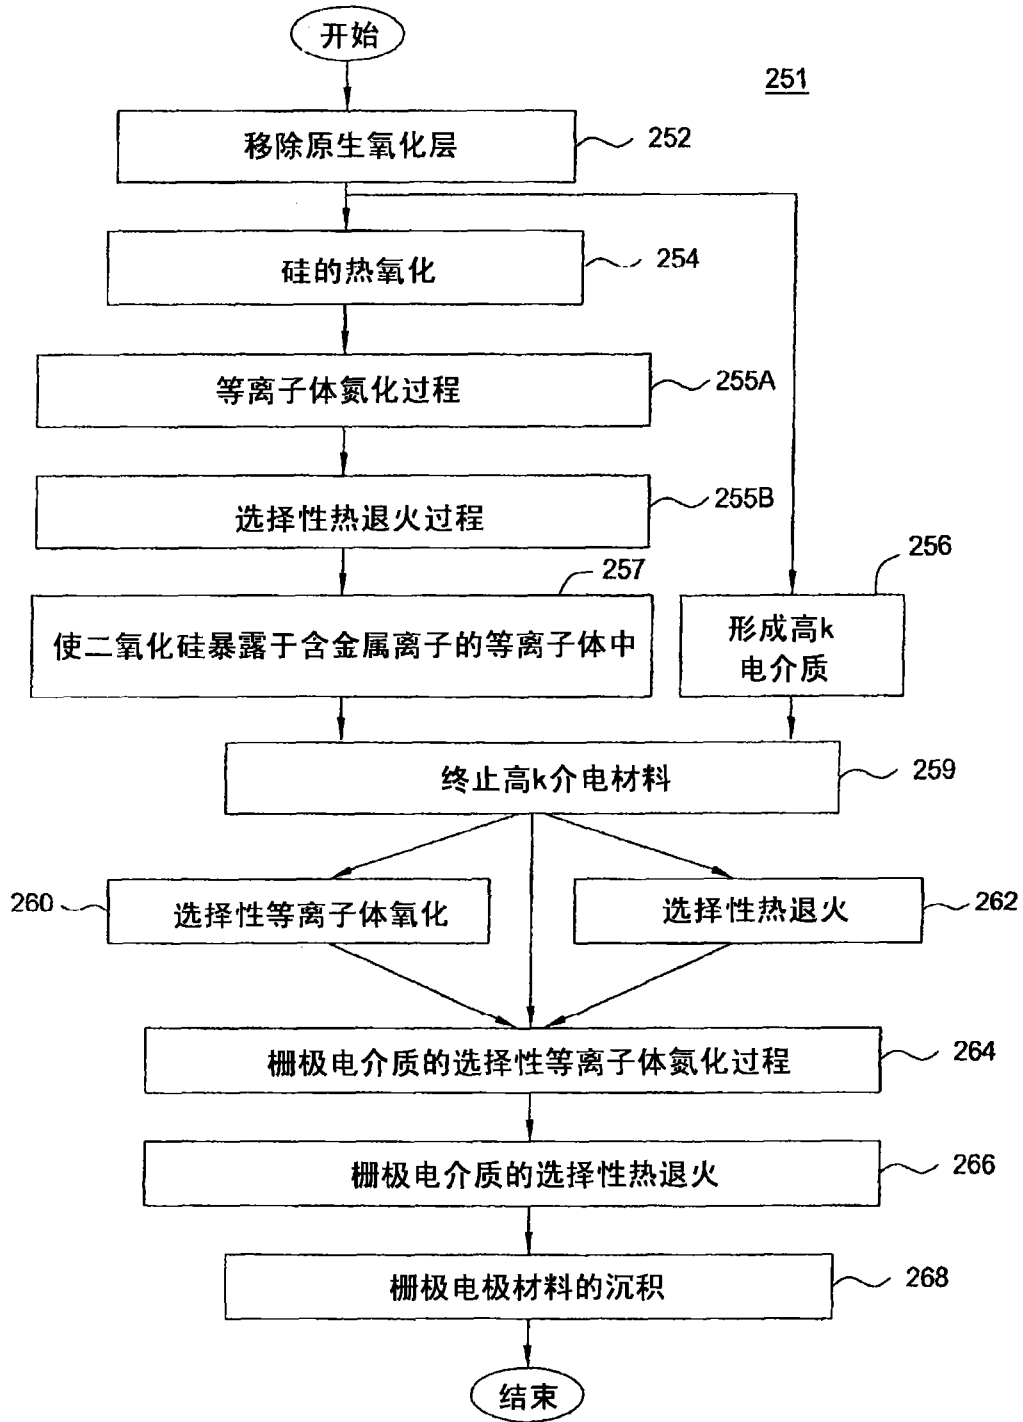 开始
251
移除原生氧化层
252
硅的热氧化
254
等离子体氮化过程
255A
选择性热退火过程
255B
257
使二氧化硅暴露于含金属离子的等离子体中
256
形成高k
电介质
终止高k介电材料
259
260
选择性等离子体氧化
选择性热退火
262
栅极电介质的选择性等离子体氮化过程
264
栅极电介质的选择性热退火
266
栅极电极材料的沉积
268
结束